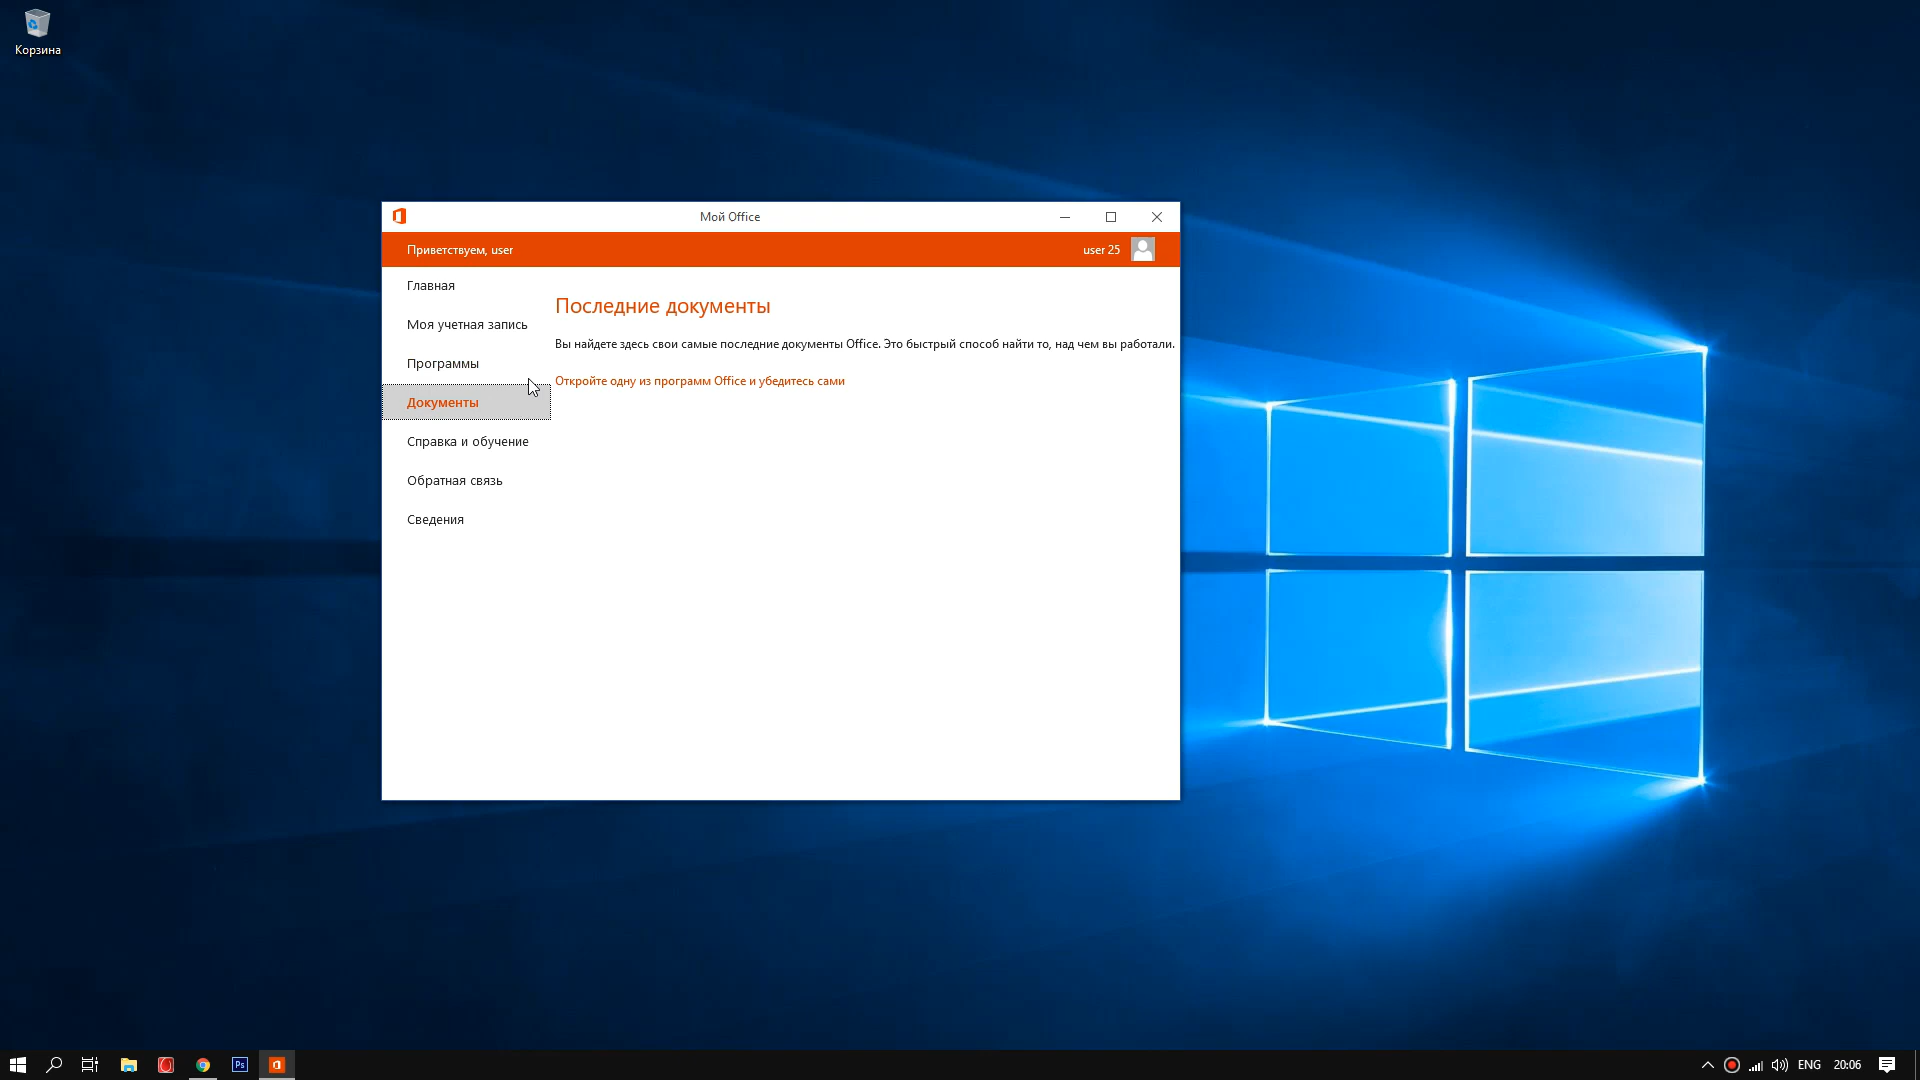 Корзина
Мой Office
Приветствуем, user
user 25
Главная
Моя учетная запись
Программы
Документы
Справка и обучение
Обратная связь
Сведения
Последние документы
Вы найдете здесь свои самые последние документы Office. Это быстрый способ найти то, над чем вы работали.
Откройте одну из программ Office и убедитесь сами
Ps
ENG
20:06